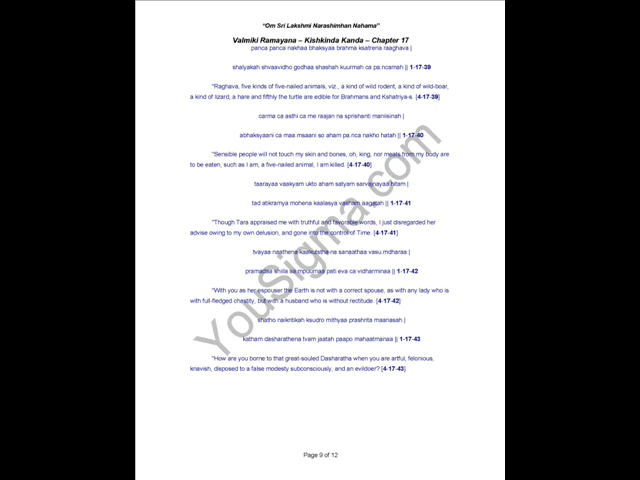 "Om Sri Lakshmi Narashimhan Nahama"
Valmiki Ramayana – Kishkinda Kanda – Chapter 17
panca panca nakhaa bhaksyaa brahma ksatrena raaghava |
shalyakah shvaavidho godhaa shashah kuurmah ca pa.ncamah || 1-17-39
"Raghava, five kinds of five-nailed animals, viz., a kind of wild rodent, a kind of wild-boar,
a kind of lizard, a hare and fifthly the turtle are edible for Brahmans and Kshatriya-s. [4-17-39]
carma ca asthi ca me raajan na sprishanti maniisinah |
abhaksyaani ca maa msaani so aham pa.nca nakho hatah || 1-17-40
"Sensible people will not touch my skin and bones, oh, king, nor meats from my body are
to be eaten, such as I am, a five-nailed animal, I am killed. [4-17-40]
taarayaa vaakyam ukto aham satyam sarvajnayaa hitam |
tad atikramya mohena kaalasya vasham aagatah || 1-17-41
"Though Tara appraised me with truthful and favorable words, I just disregarded her
advise owing to my own delusion, and gone into the control of Time. [4-17-41]
tvayaa naathena kaakutstha na sanaathaa vasu.mdharaa |
pramadaa shiila sa.mpuurnaa pati eva ca vidharminaa || 1-17-42
"With you as her espouser the Earth is not with a correct spouse, as with any lady who is
with full-fledged chastity, but with a husband who is without rectitude. [4-17-42]
shatho naikritikah ksudro mithyaa prashrita maanasah |
katham dasharathena tvam jaatah paapo mahaatmanaa || 1-17-43
"How are you borne to that great-souled Dasharatha when you are artful, felonious,
knavish, disposed to a false modesty subconsciously, and an evildoer? [4-17-43]
YouSigma.com
Page 9 of 12